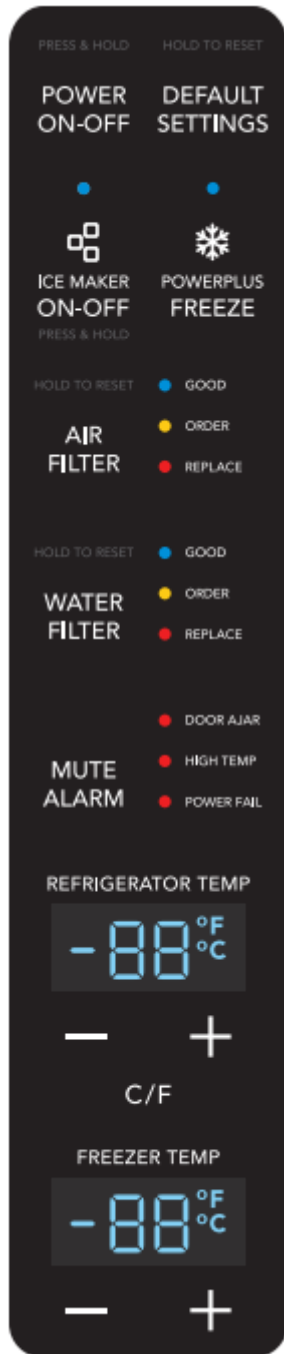 PRESS & HOLD
HOLD TO RESET
POWER
ON-OFF
DEFAULT
SETTINGS
ICE MAKER
ON-OFF
PRESS & HOLD
POWERPLUS
FREEZE
HOLD TO RESET
AIR
FILTER
GOOD
ORDER
REPLACE
HOLD TO RESET
WATER
FILTER
GOOD
ORDER
REPLACE
MUTE
ALARM
DOOR AJAR
HIGH TEMP
POWER FAIL
REFRIGERATOR TEMP
-88 °F
°C
− +
C/F
FREEZER TEMP
-88 °F
°C
− +